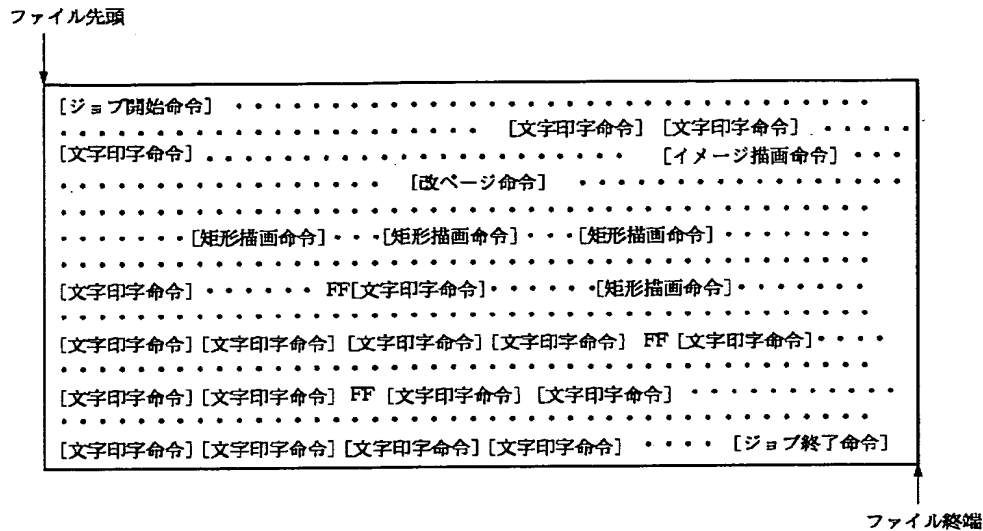 ファイル先頭
[ジョブ開始命令] ・・・・・・・・・・・・・・・・・・・・・・・・・・・・・・・・・
・・・・・・・・・・・・・・・・・・・・・・ [文字印字命令] [文字印字命令] ・・・・・
[文字印字命令] ・・・・・・・・・・・・・・・・・・・・・・ [イメージ描画命令] ・・・
・・・・・・・・・・・・・・・・・ [改ページ命令] ・・・・・・・・・・・・・・・・・
・・・・・・・・・・・・・・・・・・・・・・・・・・・・・・・・・・・・・・・・・・
・・・・・・・[矩形描画命令]・・・[矩形描画命令]・・・[矩形描画命令]・・・・・・・・
・・・・・・・・・・・・・・・・・・・・・・・・・・・・・・・・・・・・・・・・・・
[文字印字命令] ・・・・・・ FF[文字印字命令]・・・・・・[矩形描画命令]・・・・・・・
・・・・・・・・・・・・・・・・・・・・・・・・・・・・・・・・・・・・・・・・・・
[文字印字命令] [文字印字命令] [文字印字命令] [文字印字命令] FF [文字印字命令]・・・・
・・・・・・・・・・・・・・・・・・・・・・・・・・・・・・・・・・・・・・・・・・
[文字印字命令] [文字印字命令] FF [文字印字命令] [文字印字命令] ・・・・・・・・・・・
・・・・・・・・・・・・・・・・・・・・・・・・・・・・・・・・・・・・・・・・・・
[文字印字命令] [文字印字命令] [文字印字命令] [文字印字命令] ・・・・ [ジョブ終了命令]
ファイル終端